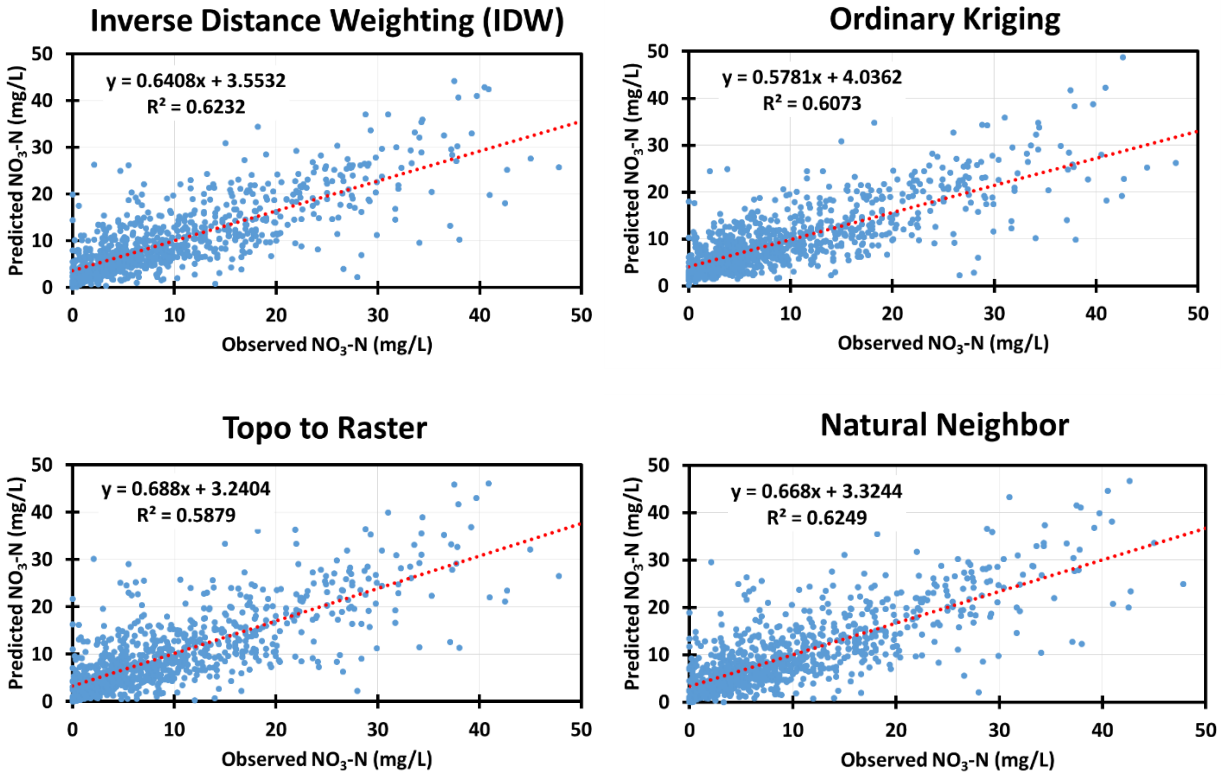 Inverse Distance Weighting (IDW)
y = 0.6408x + 3.5532
R² = 0.6232
Predicted NO₃-N (mg/L)
50
40
30
20
10
0
0 10 20 30 40 50
Observed NO₃-N (mg/L)
Ordinary Kriging
y = 0.5781x + 4.0362
R² = 0.6073
Predicted NO₃-N (mg/L)
50
40
30
20
10
0
0 10 20 30 40 50
Observed NO₃-N (mg/L)
Topo to Raster
y = 0.688x + 3.2404
R² = 0.5879
Predicted NO₃-N (mg/L)
50
40
30
20
10
0
0 10 20 30 40 50
Observed NO₃-N (mg/L)
Natural Neighbor
y = 0.668x + 3.3244
R² = 0.6249
Predicted NO₃-N (mg/L)
50
40
30
20
10
0
0 10 20 30 40 50
Observed NO₃-N (mg/L)